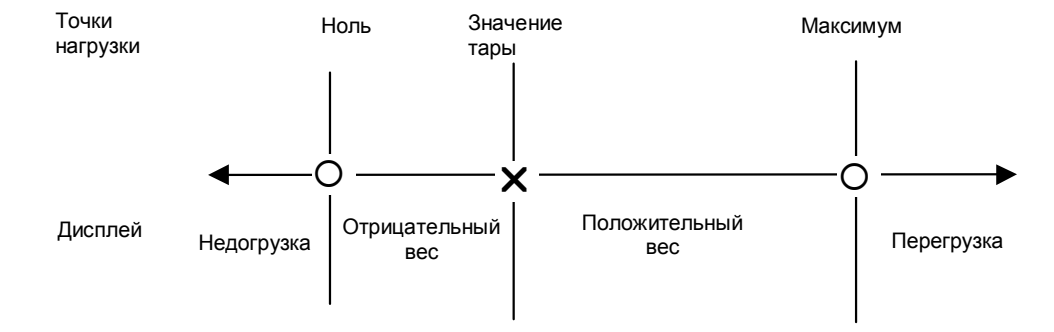 Точки
нагрузки
Ноль
Значение
тары
Максимум
Дисплей
Недогрузка
Отрицательный
вес
Положительный
вес
Перегрузка